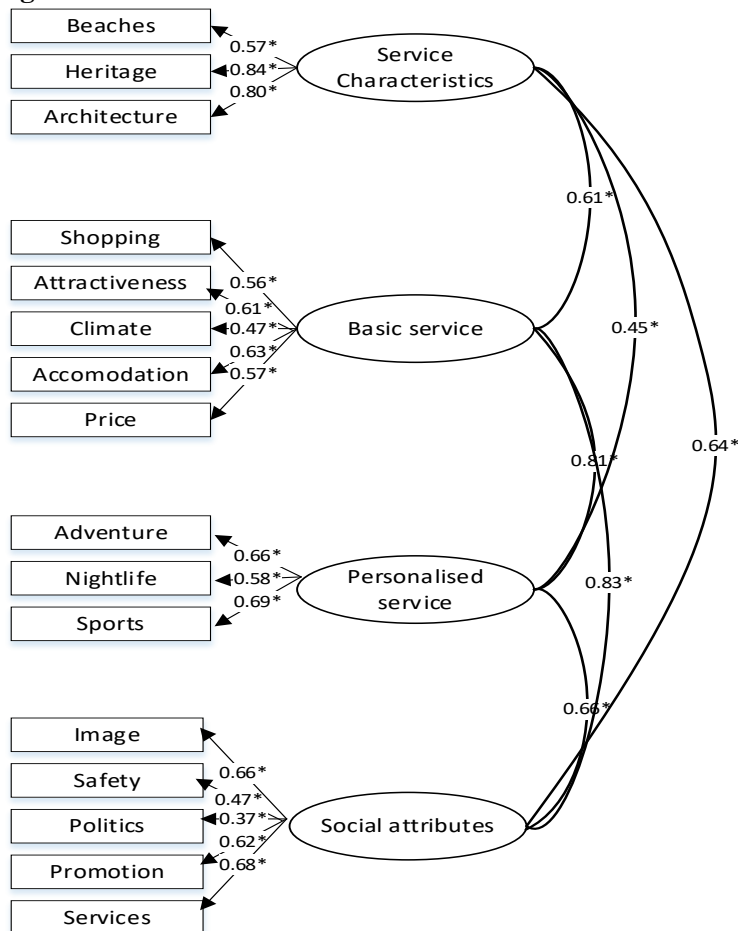 Beaches
0.57*
Heritage
0.84*
Architecture
0.80*
Service
Characteristics
0.61*
Shopping
0.56*
Attractiveness
0.61*
Climate
0.47*
Accomodation
0.63*
Price
0.57*
Basic service
0.45*
0.64*
0.81*
Adventure
0.66*
Nightlife
0.58*
Sports
0.69*
Personalised
service
0.83*
0.66*
Image
0.66*
Safety
0.47*
Politics
0.37*
Promotion
0.62*
Services
0.68*
Social attributes